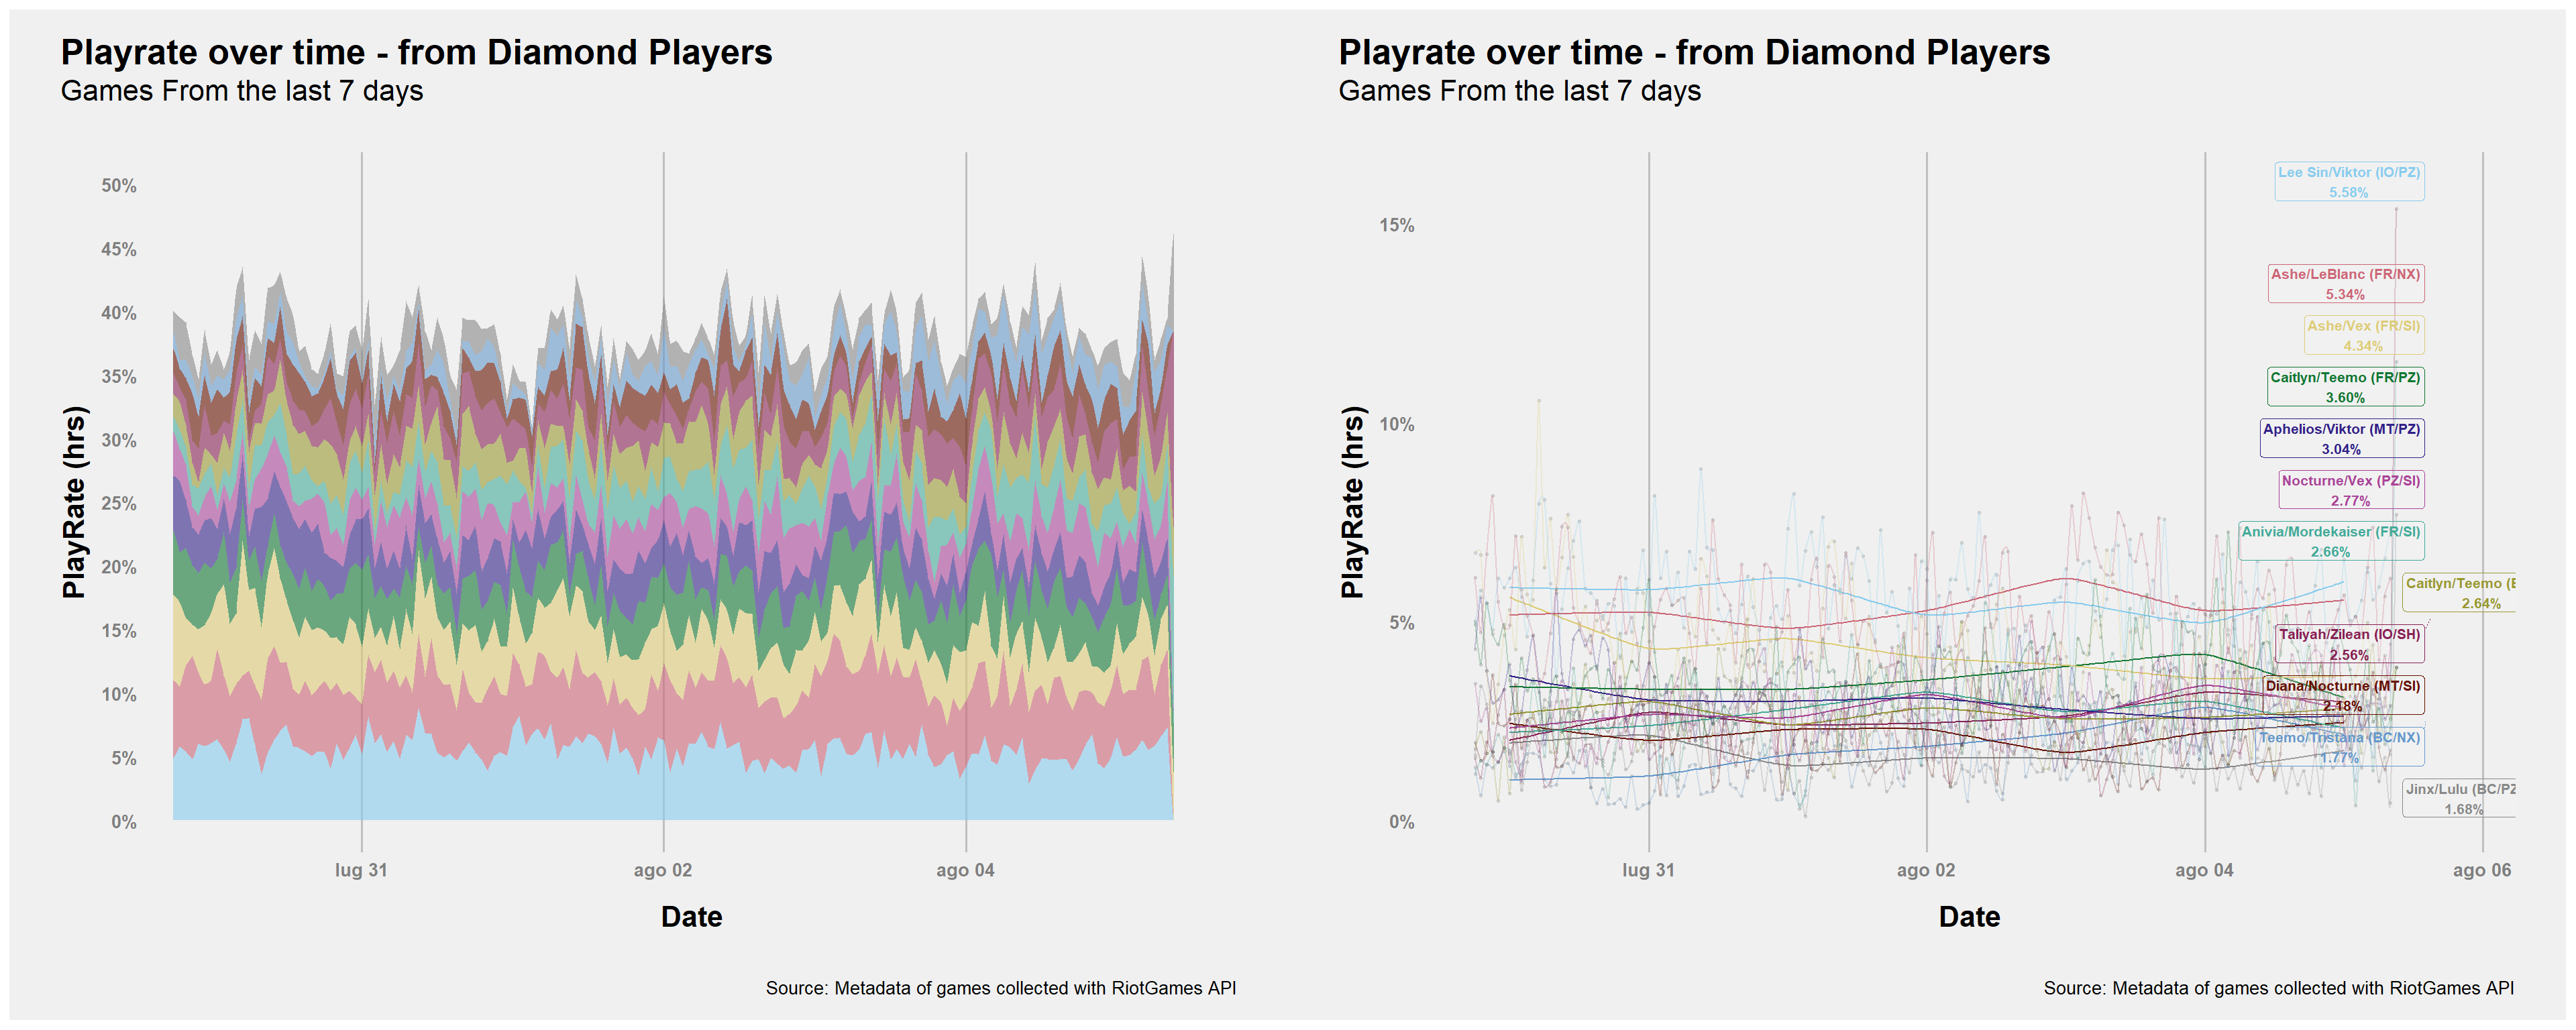 Playrate over time - from Diamond Players
Games From the last 7 days
50%
45%
40%
35%
30%
25%
20%
15%
10%
5%
0%
PlayRate (hrs)
lug 31
ago 02
ago 04
Date
Source: Metadata of games collected with RiotGames API
Playrate over time - from Diamond Players
Games From the last 7 days
15%
10%
5%
0%
PlayRate (hrs)
Lee Sin/Viktor (IO/PZ)
5.58%
Ashe/LeBlanc (FR/NX)
5.34%
Ashe/Vex (FR/SI)
4.34%
Caitlyn/Teemo (FR/PZ)
3.60%
Aphelios/Viktor (MT/PZ)
3.04%
Nocturne/Vex (PZ/SI)
2.77%
Anivia/Mordekaiser (FR/SI)
2.66%
Caitlyn/Teemo (
2.64%
Taliyah/Zilean (IO/SH)
2.56%
Diana/Nocturne (MT/SI)
2.18%
Teemo/Tristana (BC/NX)
1.77%
Jinx/Lulu (BC/PZ
1.68%
lug 31
ago 02
ago 04
ago 06
Date
Source: Metadata of games collected with RiotGames API